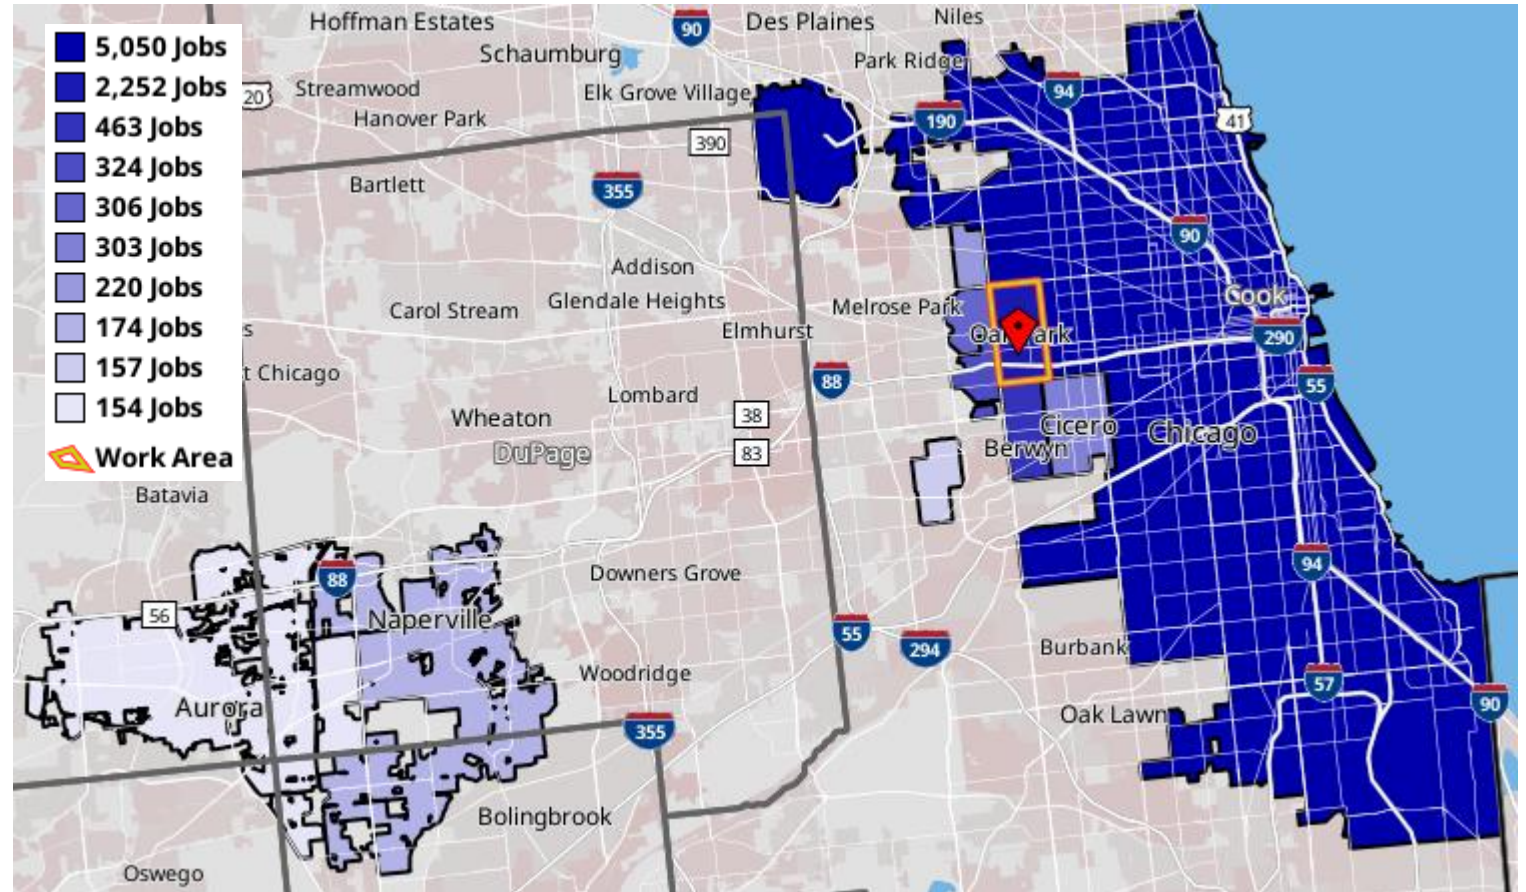 5,050 Jobs
2,252 Jobs
463 Jobs
324 Jobs
306 Jobs
303 Jobs
220 Jobs
174 Jobs
157 Jobs
154 Jobs
Work Area
Hoffman Estates
90
Des Plaines
Niles
Schaumburg
Park Ridge
20
Streamwood
Elk Grove Village
94
Hanover Park
190
41
390
Bartlett
355
90
Addison
Carol Stream
Glendale Heights
Melrose Park
Cook
Elmhurst
290
t Chicago
88
55
Lombard
Wheaton
38
Cicero
Chicago
DuPage
83
Berwyn
Batavia
94
88
Downers Grove
56
Naperville
55
294
Burbank
Woodridge
57
90
Aurora
Oak Lawn
355
Bolingbrook
Oswego